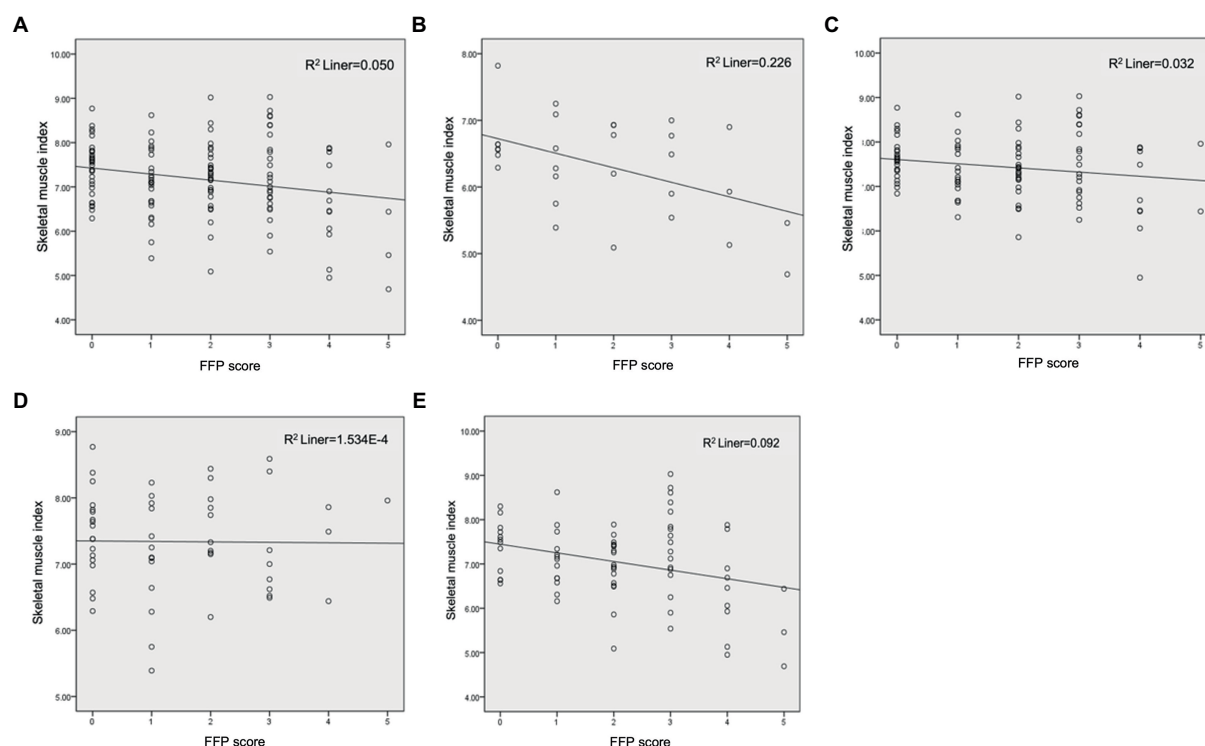 A
R² Liner=0.050
10.00
9.00
8.00
7.00
6.00
5.00
4.00
Skeletal muscle index
0 1 2 3 4 5
FFP score
B
R² Liner=0.226
8.00
7.00
6.00
5.00
4.00
Skeletal muscle index
0 1 2 3 4 5
FFP score
C
R² Liner=0.032
10.00
9.00
5.00
4.00
Skeletal muscle index
0 1 2 3 4 5
FFP score
D
R² Liner=1.534E-4
9.00
8.00
7.00
6.00
5.00
Skeletal muscle index
0 1 2 3 4 5
FFP score
E
R² Liner=0.092
10.00
9.00
8.00
7.00
6.00
5.00
4.00
Skeletal muscle index
0 1 2 3 4 5
FFP score